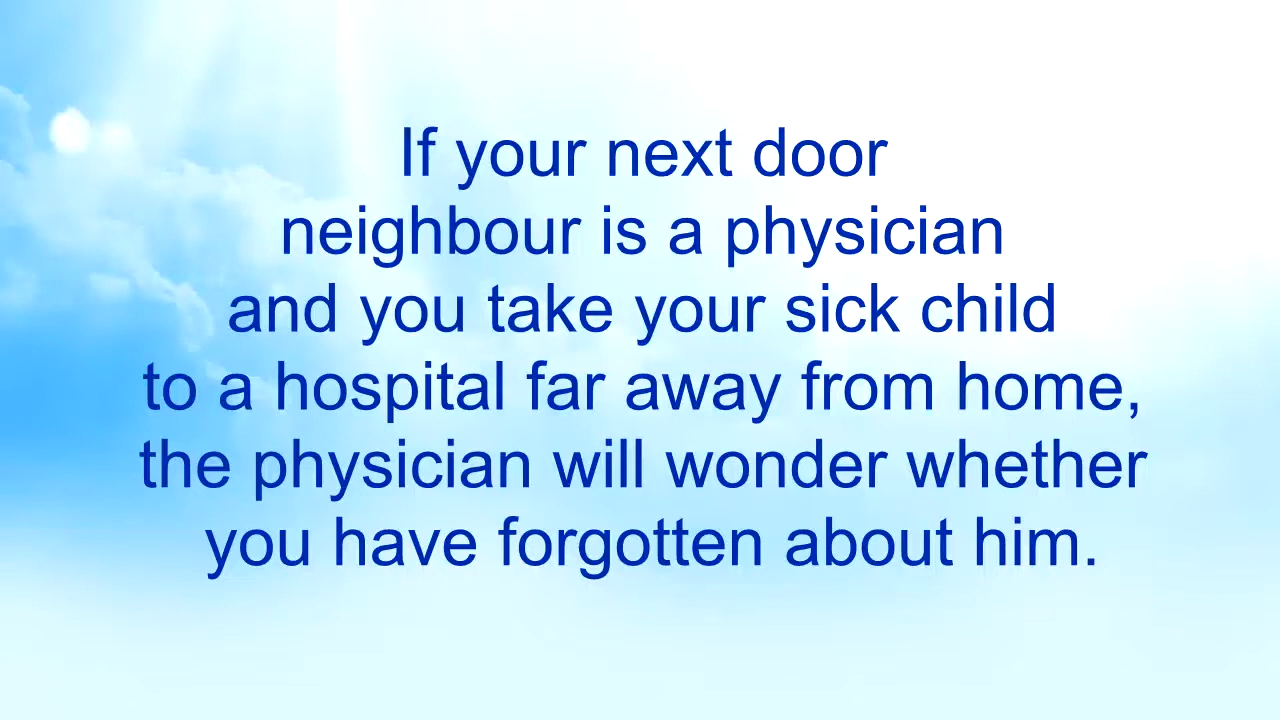 If your next door
neighbour is a physician
and you take your sick child
to a hospital far away from home,
the physician will wonder whether
you have forgotten about him.